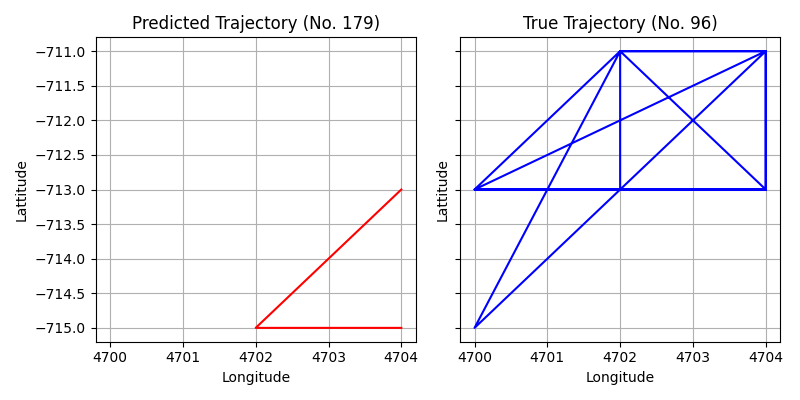 Predicted Trajectory (No. 179)
True Trajectory (No. 96)
−711.0
−711.5
−712.0
−712.5
−713.0
−713.5
−714.0
−714.5
−715.0
Lattitude
Lattitude
4700 4701 4702 4703 4704
4700 4701 4702 4703 4704
Longitude
Longitude